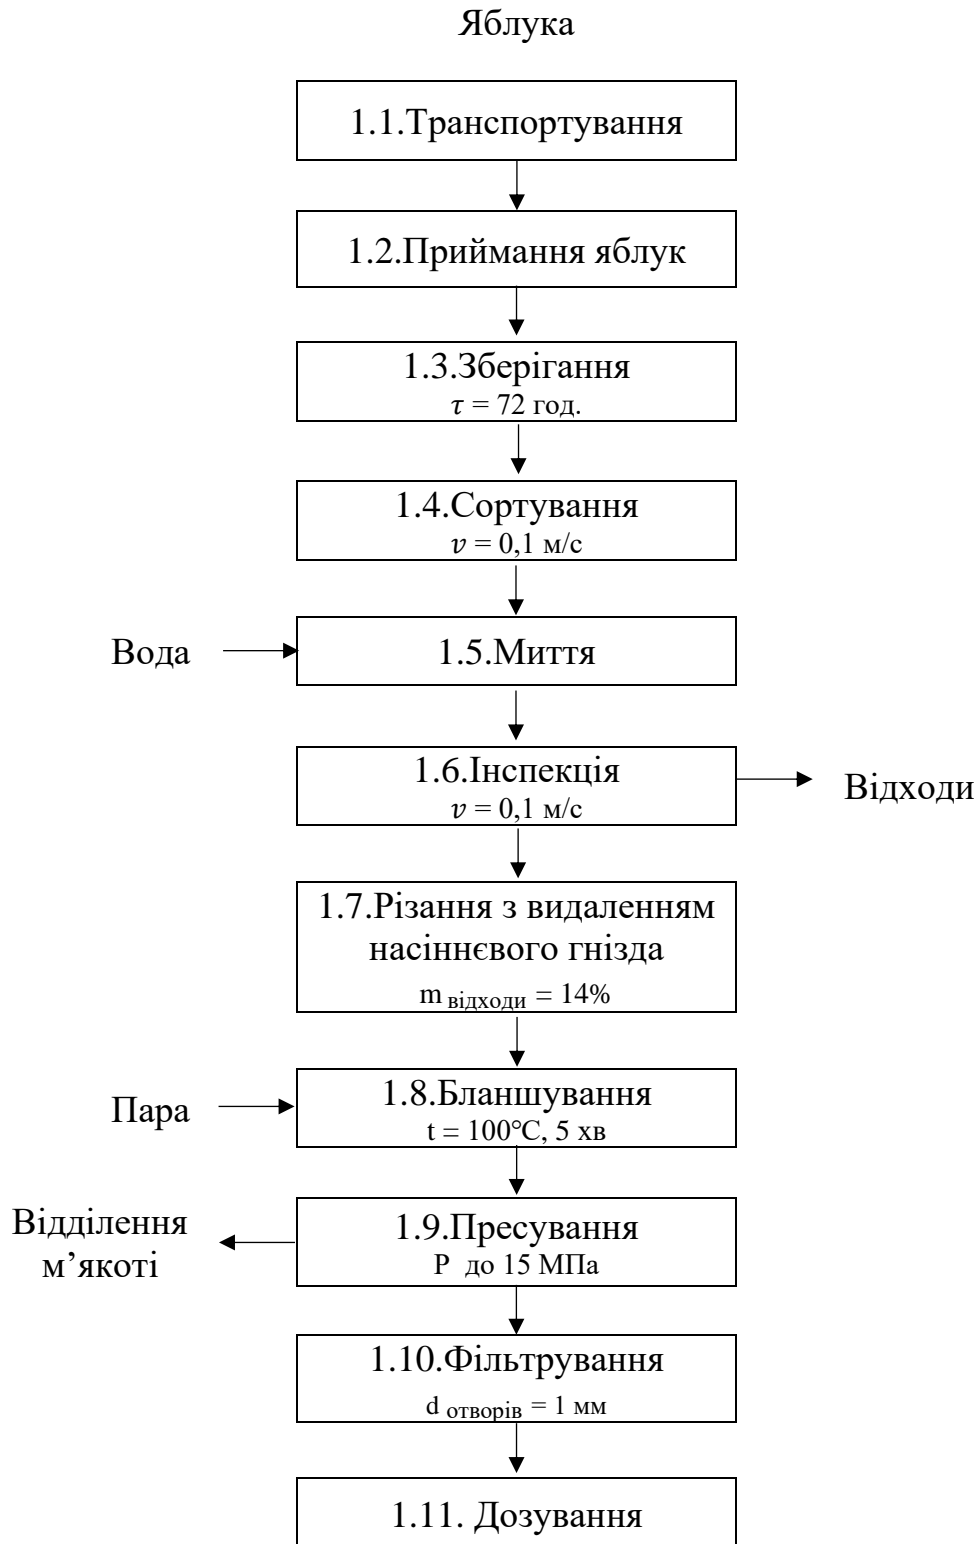 Яблука
1.1.Транспортування
1.2.Приймання яблук
1.3.Зберігання
τ = 72 год.
1.4.Сортування
v = 0,1 м/с
Вода
1.5.Миття
1.6.Інспекція
v = 0,1 м/с
Відходи
1.7.Різання з видаленням
насіннєвого гнізда
m відходи = 14%
Пара
1.8.Бланшування
t = 100°C, 5 хв
Відділення
м’якоті
1.9.Пресування
Р до 15 МПа
1.10.Фільтрування
d отворів = 1 мм
1.11. Дозування